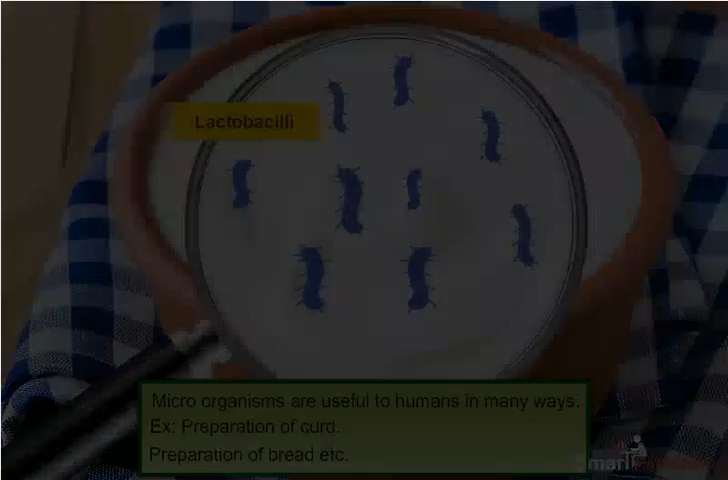 Lactobacilli
Micro organisms are useful to humans in many ways.
Ex: Preparation of curd.
Preparation of bread etc.